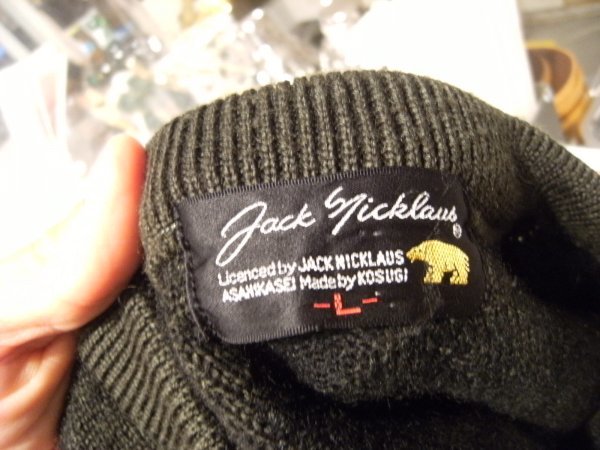 Jack Nicklaus®
Licenced by JACK NICKLAUS
ASAHIKASEI Made by KOSUGI
-L-